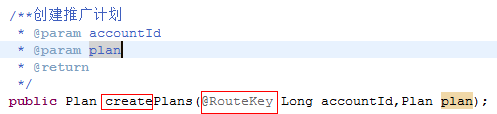 /**创建推广计划
* @param accountId
* @param plan
* @return
*/
public Plan createPlans(@RouteKey Long accountId,Plan plan);